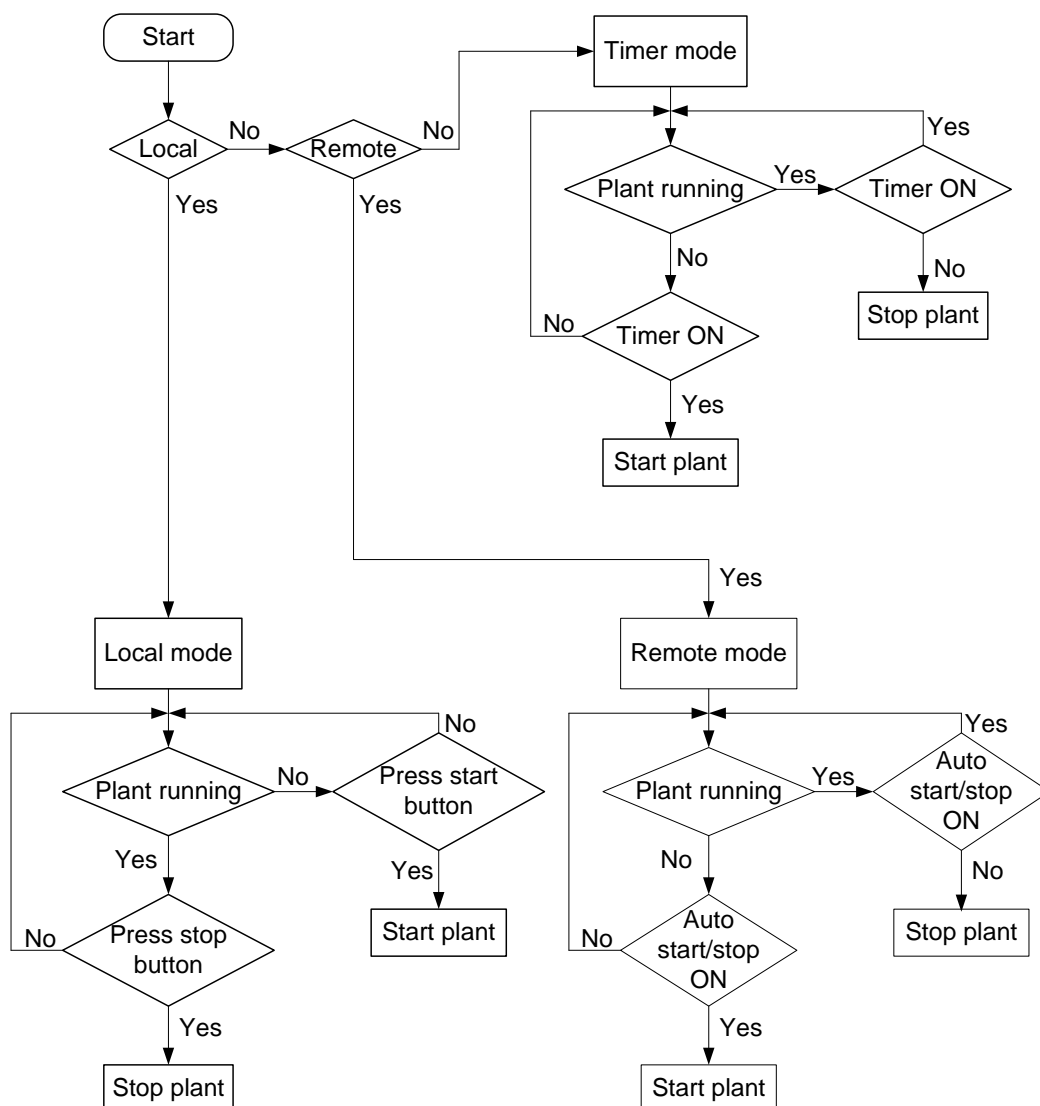 Start
Timer mode
No
No
Yes
Local
Remote
Plant running
Yes
Timer ON
Yes
Yes
No
No
No
Timer ON
Stop plant
Yes
Start plant
Yes
Local mode
Remote mode
No
Yes
Plant running
No
Press start
button
Plant running
Yes
Auto
start/stop
ON
Yes
Yes
No
No
No
Press stop
button
Start plant
No
Auto
start/stop
ON
Stop plant
Yes
Yes
Stop plant
Start plant